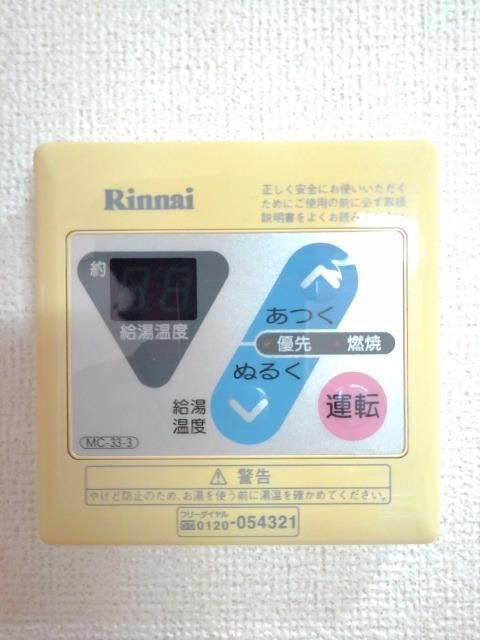 Rinnai
正しく安全にお使いいただく
ためにご使用の前に必ず取扱
説明書をよくお読み
約
給湯温度
あつく
優先 燃焼
ぬるく
給湯
温度
運転
MC-33-3
⚠ 警告
やけど防止のため、お湯を使う前に湯温を確かめてください。
フリーダイヤル
0120-054321